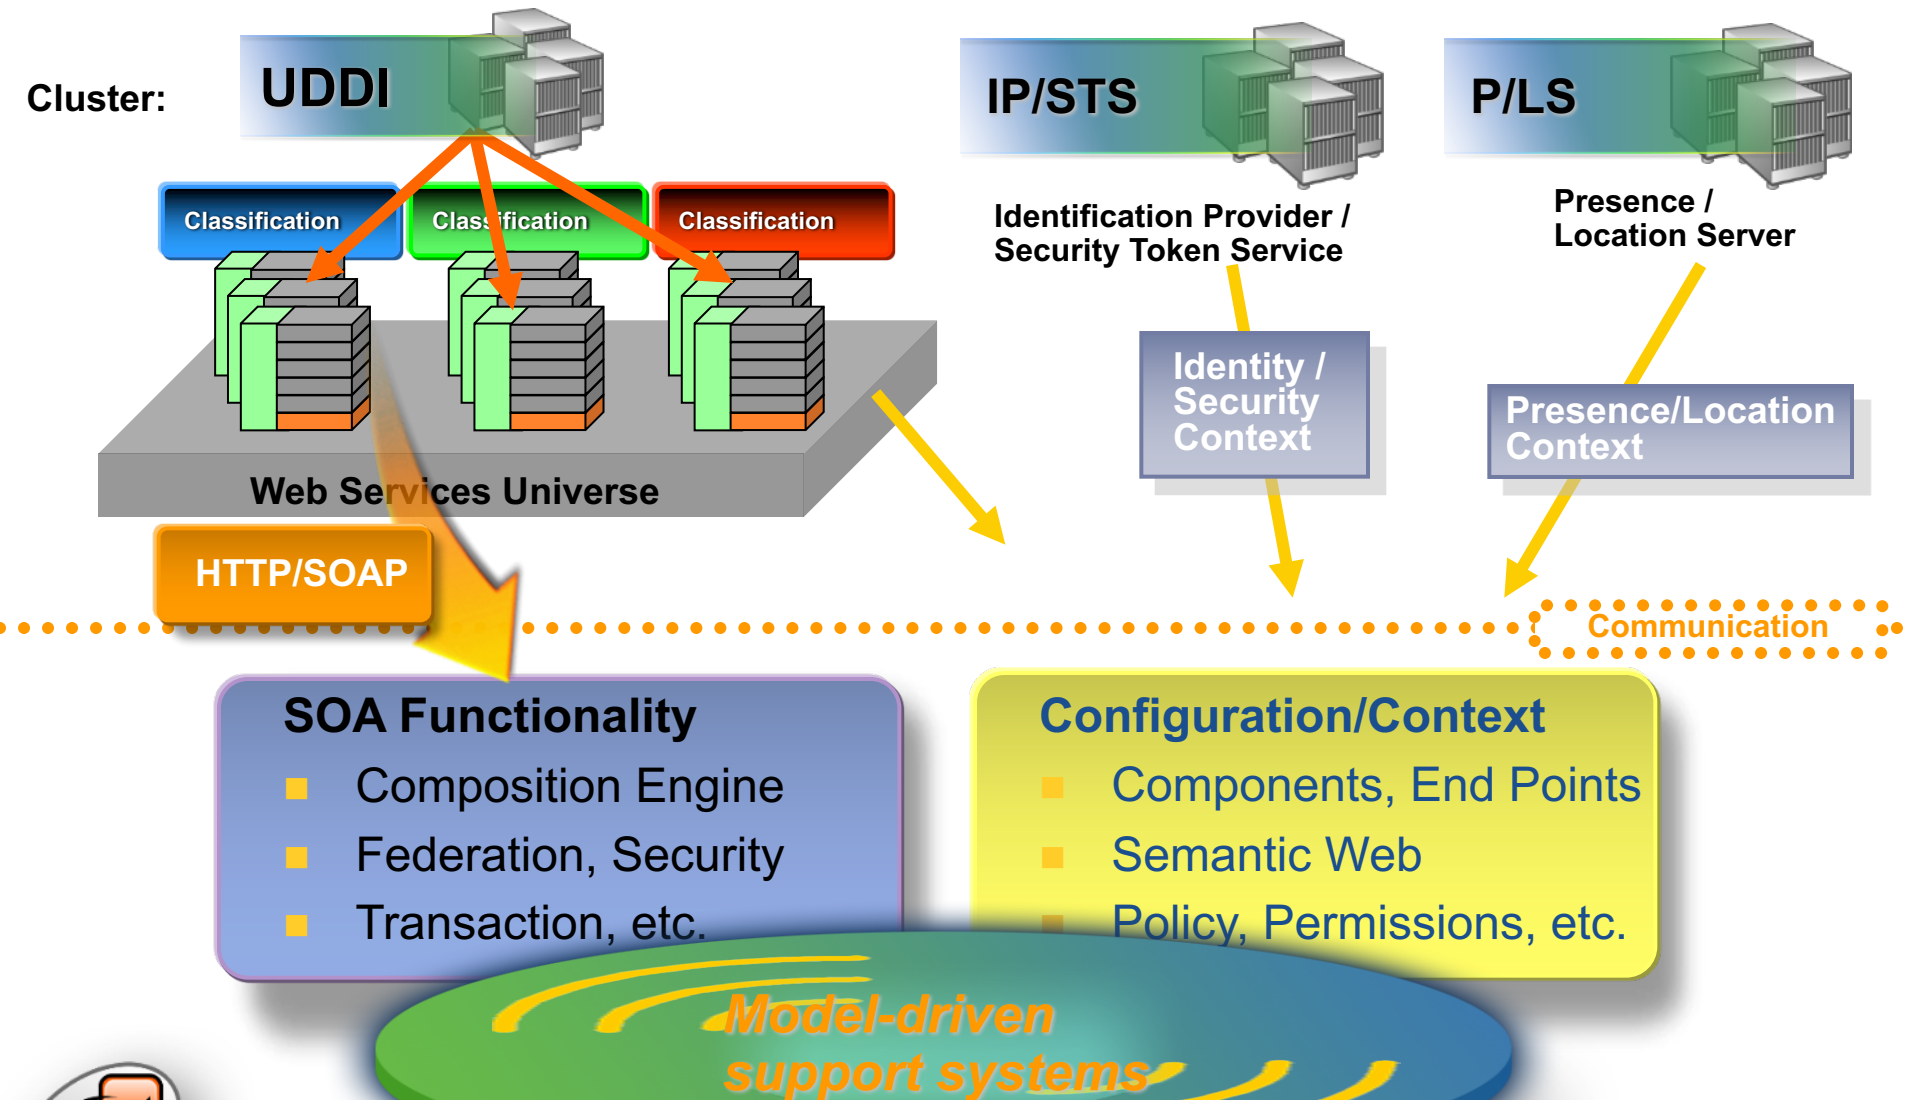 Cluster:
UDDI
IP/STS
P/LS
Classification
Classification
Classification
Identification Provider /
Security Token Service
Presence /
Location Server
Identity /
Security
Context
Presence/Location
Context
Web Services Universe
HTTP/SOAP
Communication
SOA Functionality
Composition Engine
Federation, Security
Transaction, etc.
Configuration/Context
Components, End Points
Semantic Web
Policy, Permissions, etc.
Model-driven
support systems